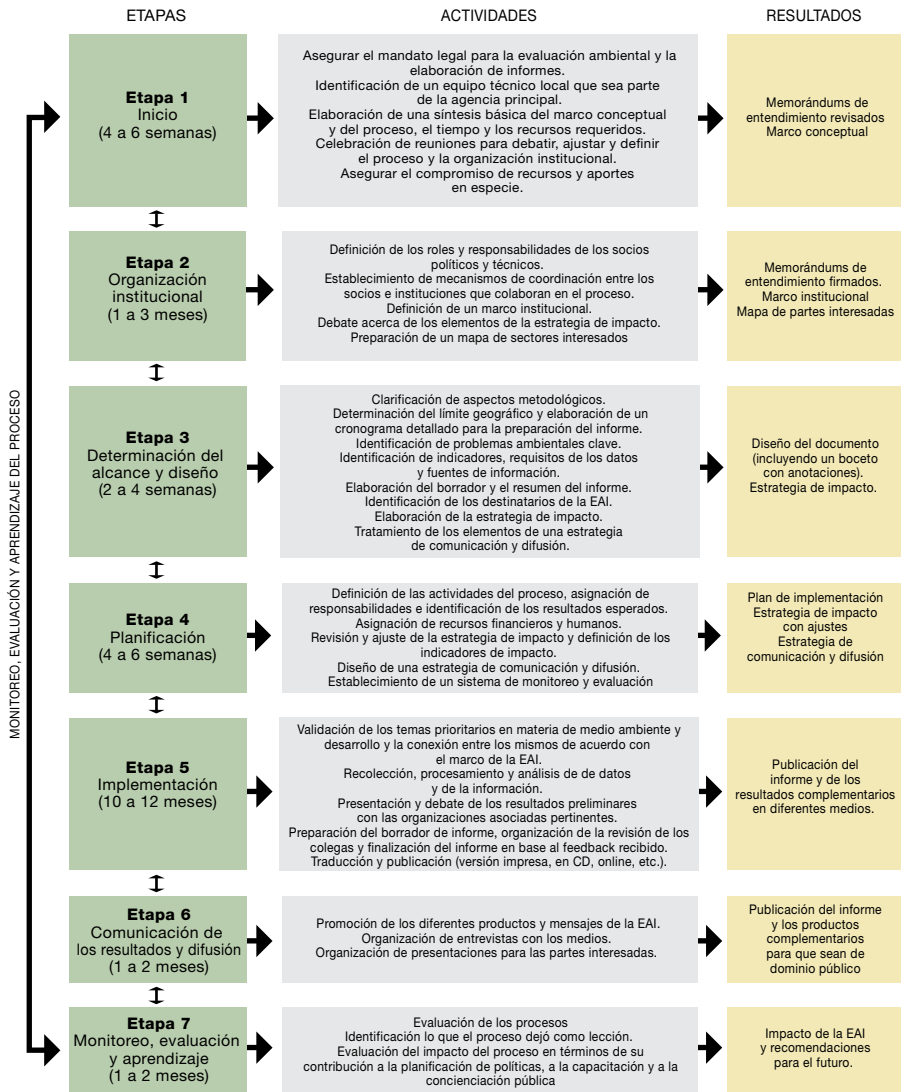 ETAPAS
ACTIVIDADES
RESULTADOS
MONITOREO, EVALUACIÓN Y APRENDIZAJE DEL PROCESO
Etapa 1
Inicio
(4 a 6 semanas)
Asegurar el mandato legal para la evaluación ambiental y la
elaboración de informes.
Identificación de un equipo técnico local que sea parte
de la agencia principal.
Elaboración de una síntesis básica del marco conceptual
y del proceso, el tiempo y los recursos requeridos.
Celebración de reuniones para debatir, ajustar y definir
el proceso y la organización institucional.
Asegurar el compromiso de recursos y aportes
en especie.
Memorándums de
entendimiento revisados
Marco conceptual
Etapa 2
Organización
institucional
(1 a 3 meses)
Definición de los roles y responsabilidades de los socios
políticos y técnicos.
Establecimiento de mecanismos de coordinación entre los
socios e instituciones que colaboran en el proceso.
Definición de un marco institucional.
Debate acerca de los elementos de la estrategia de impacto.
Preparación de un mapa de sectores interesados
Memorándums de
entendimiento firmados.
Marco institucional
Mapa de partes interesadas
Etapa 3
Determinación del
alcance y diseño
(2 a 4 semanas)
Clarificación de aspectos metodológicos.
Determinación del límite geográfico y elaboración de un
cronograma detallado para la preparación del informe.
Identificación de problemas ambientales clave.
Identificación de indicadores, requisitos de los datos
y fuentes de información.
Elaboración del borrador y el resumen del informe.
Identificación de los destinatarios de la EAI.
Elaboración de la estrategia de impacto.
Tratamiento de los elementos de una estrategia
de comunicación y difusión.
Diseño del documento
(incluyendo un boceto
con anotaciones).
Estrategia de impacto.
Etapa 4
Planificación
(4 a 6 semanas)
Definición de las actividades del proceso, asignación de
responsabilidades e identificación de los resultados esperados.
Asignación de recursos financieros y humanos.
Revisión y ajuste de la estrategia de impacto y definición de los
indicadores de impacto.
Diseño de una estrategia de comunicación y difusión.
Establecimiento de un sistema de monitoreo y evaluación
Plan de implementación
Estrategia de impacto
con ajustes
Estrategia de
comunicación y difusión
Etapa 5
Implementación
(10 a 12 meses)
Validación de los temas prioritarios en materia de medio ambiente y
desarrollo y la conexión entre los mismos de acuerdo con
el marco de la EAI.
Recolección, procesamiento y análisis de de datos
y de la información.
Presentación y debate de los resultados preliminares
con las organizaciones asociadas pertinentes.
Preparación del borrador de informe, organización de la revisión de los
colegas y finalización del informe en base al feedback recibido.
Traducción y publicación (versión impresa, en CD, online, etc.).
Publicación del
informe y de los
resultados complementarios
en diferentes medios.
Etapa 6
Comunicación de
los resultados y difusión
(1 a 2 meses)
Promoción de los diferentes productos y mensajes de la EAI.
Organización de entrevistas con los medios.
Organización de presentaciones para las partes interesadas.
Publicación del informe
y los productos
complementarios
para que sean de
dominio público
Etapa 7
Monitoreo, evaluación
y aprendizaje
(1 a 2 meses)
Evaluación de los procesos
Identificación lo que el proceso dejó como lección.
Evaluación del impacto del proceso en términos de su
contribución a la planificación de políticas, a la capacitación y a la
concienciación pública
Impacto de la EAI
y recomendaciones
para el futuro.